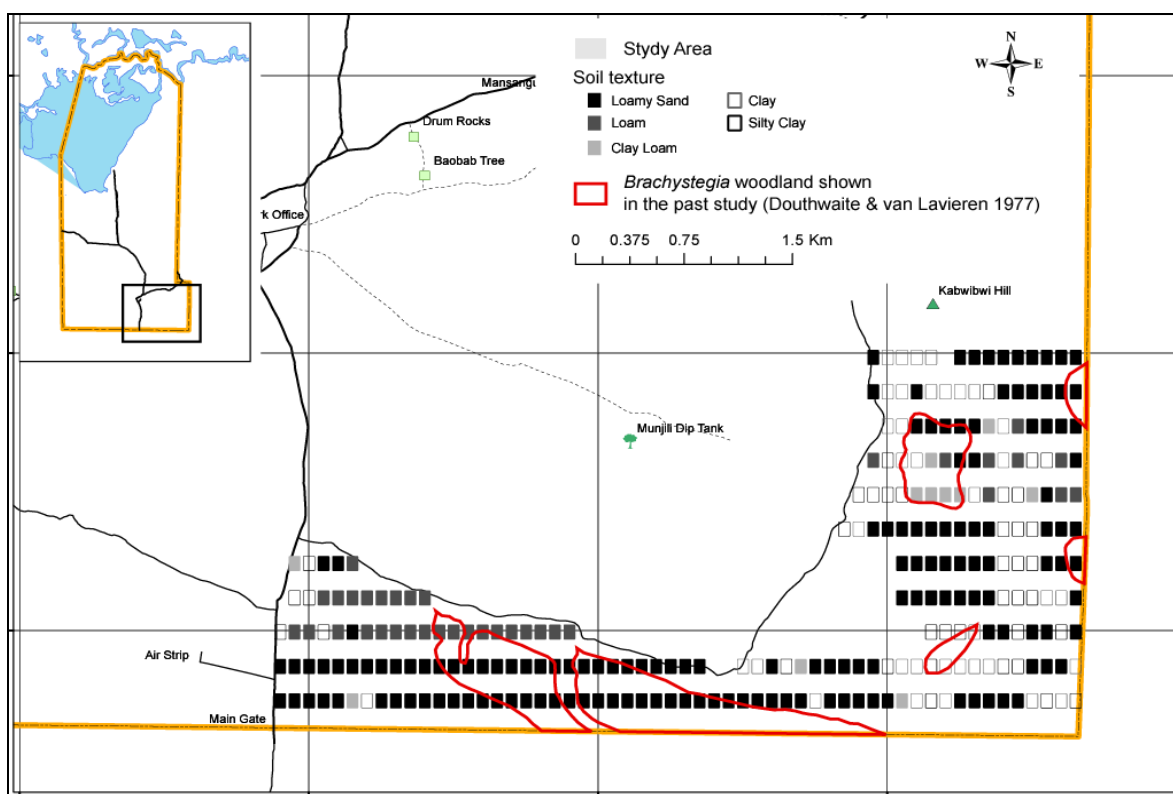 N
W E
S
Stydy Area
Soil texture
Loamy Sand
Clay
Loam
Silty Clay
Clay Loam
Brachystegia woodland shown
in the past study (Douthwaite & van Lavieren 1977)
0 0.375 0.75 1.5 Km
Mansangu
Drum Rocks
Baobab Tree
rk Office
Kabwibwi Hill
Munjili Dip Tank
Air Strip
Main Gate